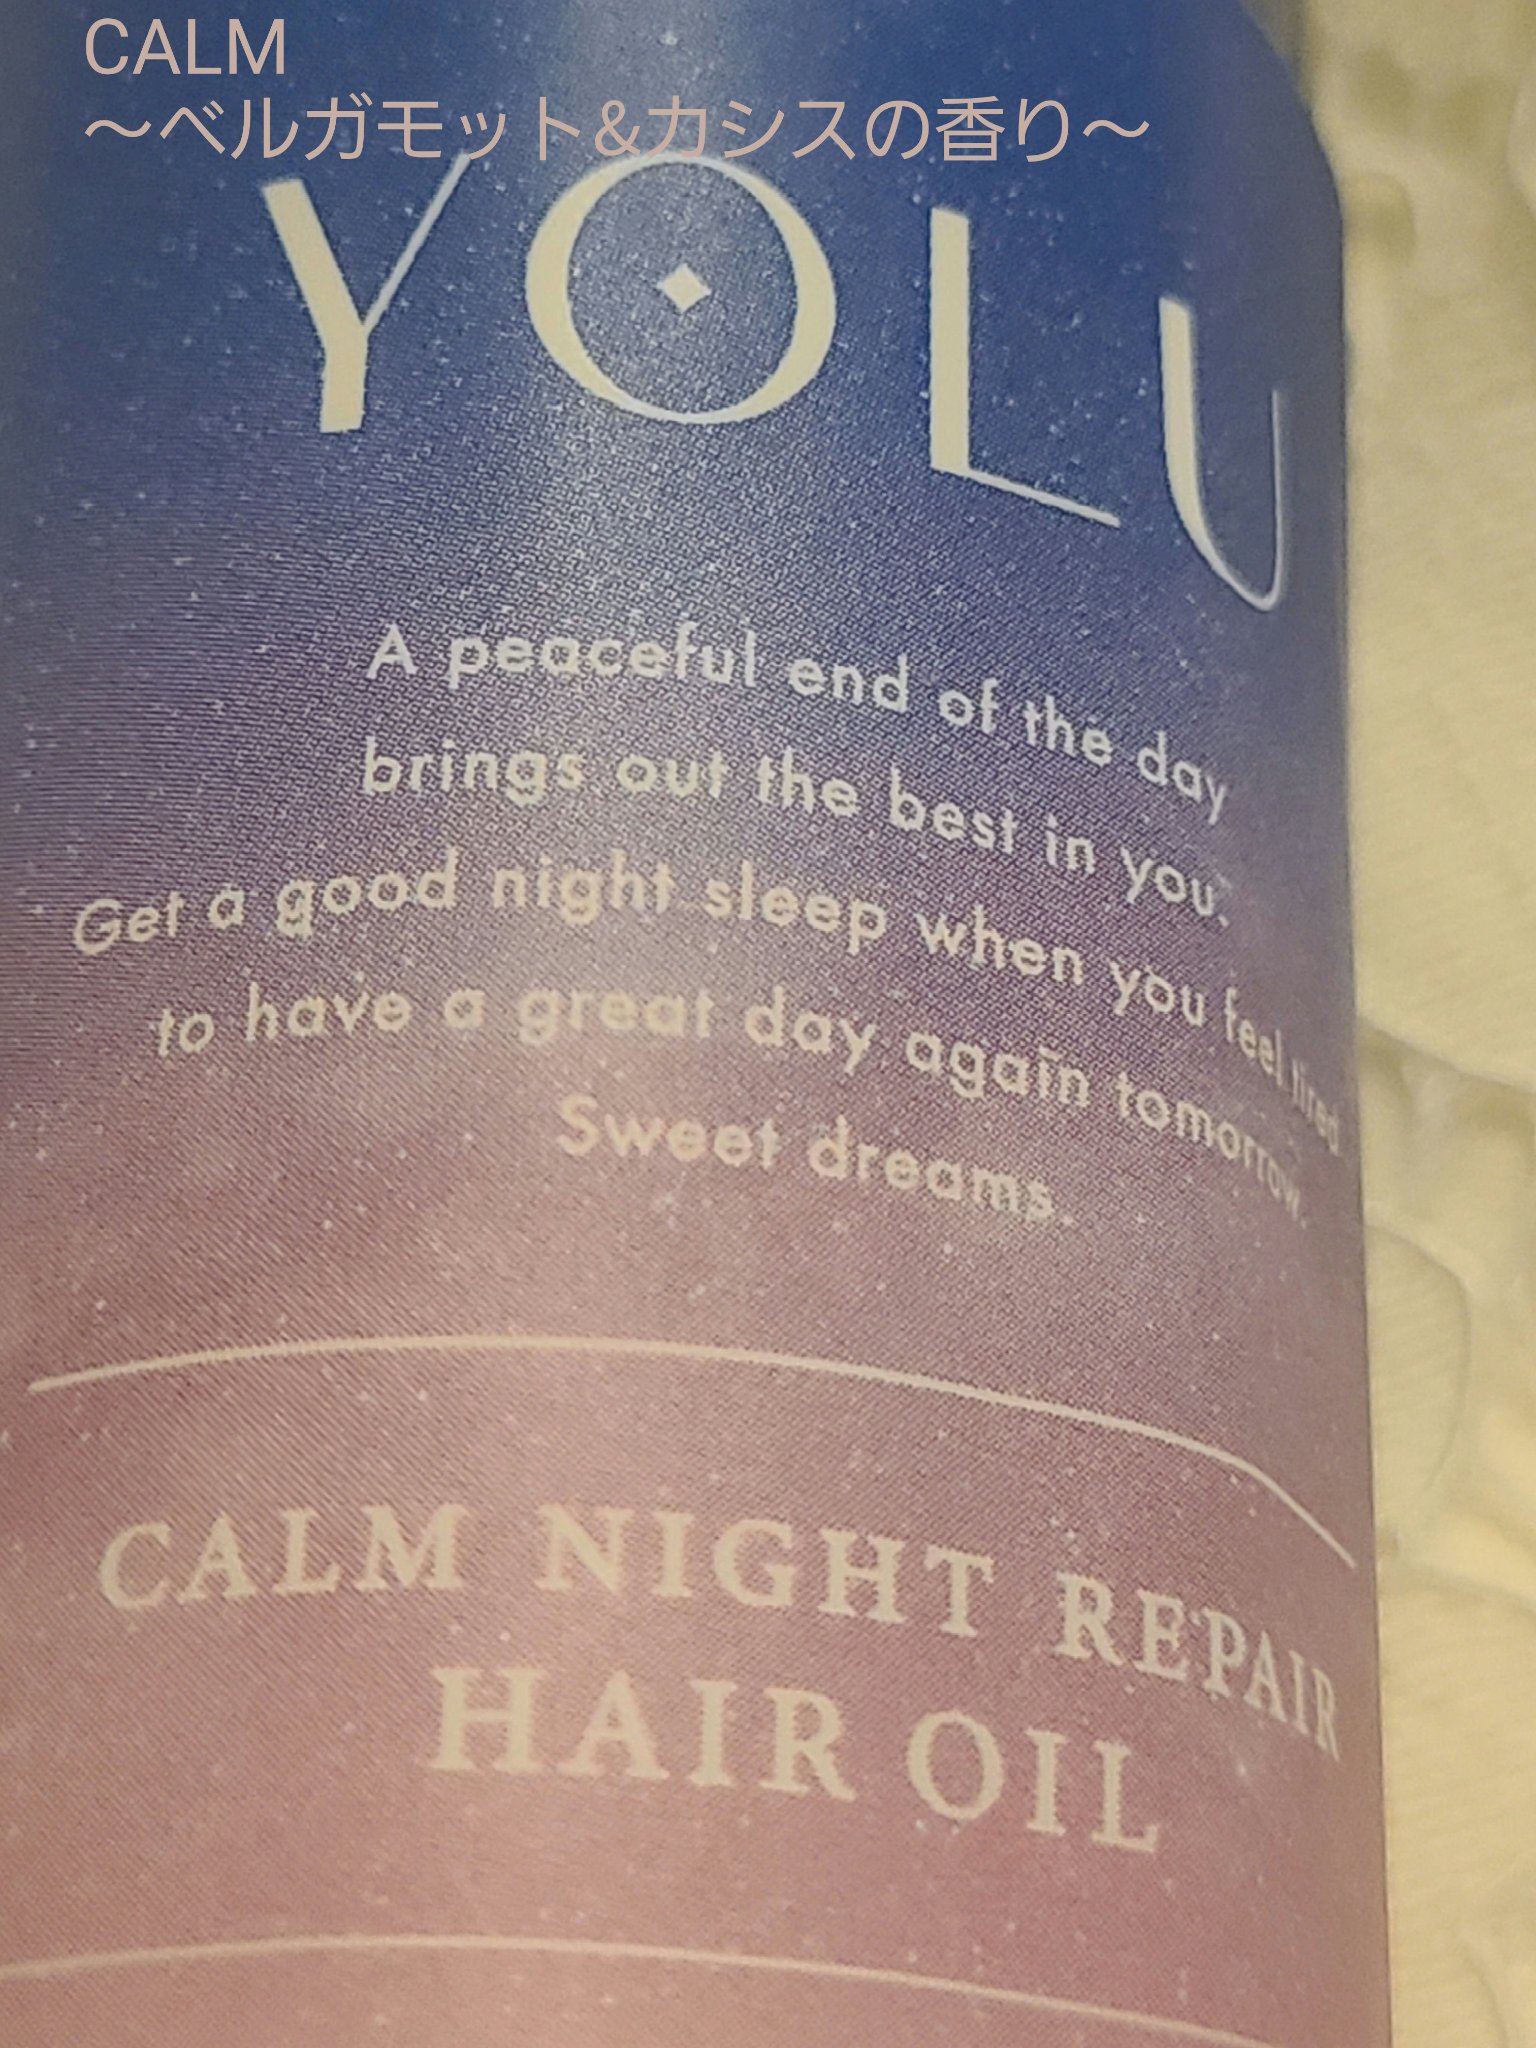 CALM
〜ベルガモット&カシスの香り〜
YOLU
A peaceful end of the day
brings out the best in you.
Get a good night sleep when you feel tired
to have a great day again tomorrow.
Sweet dreams.
CALM NIGHT REPAIR
HAIR OIL